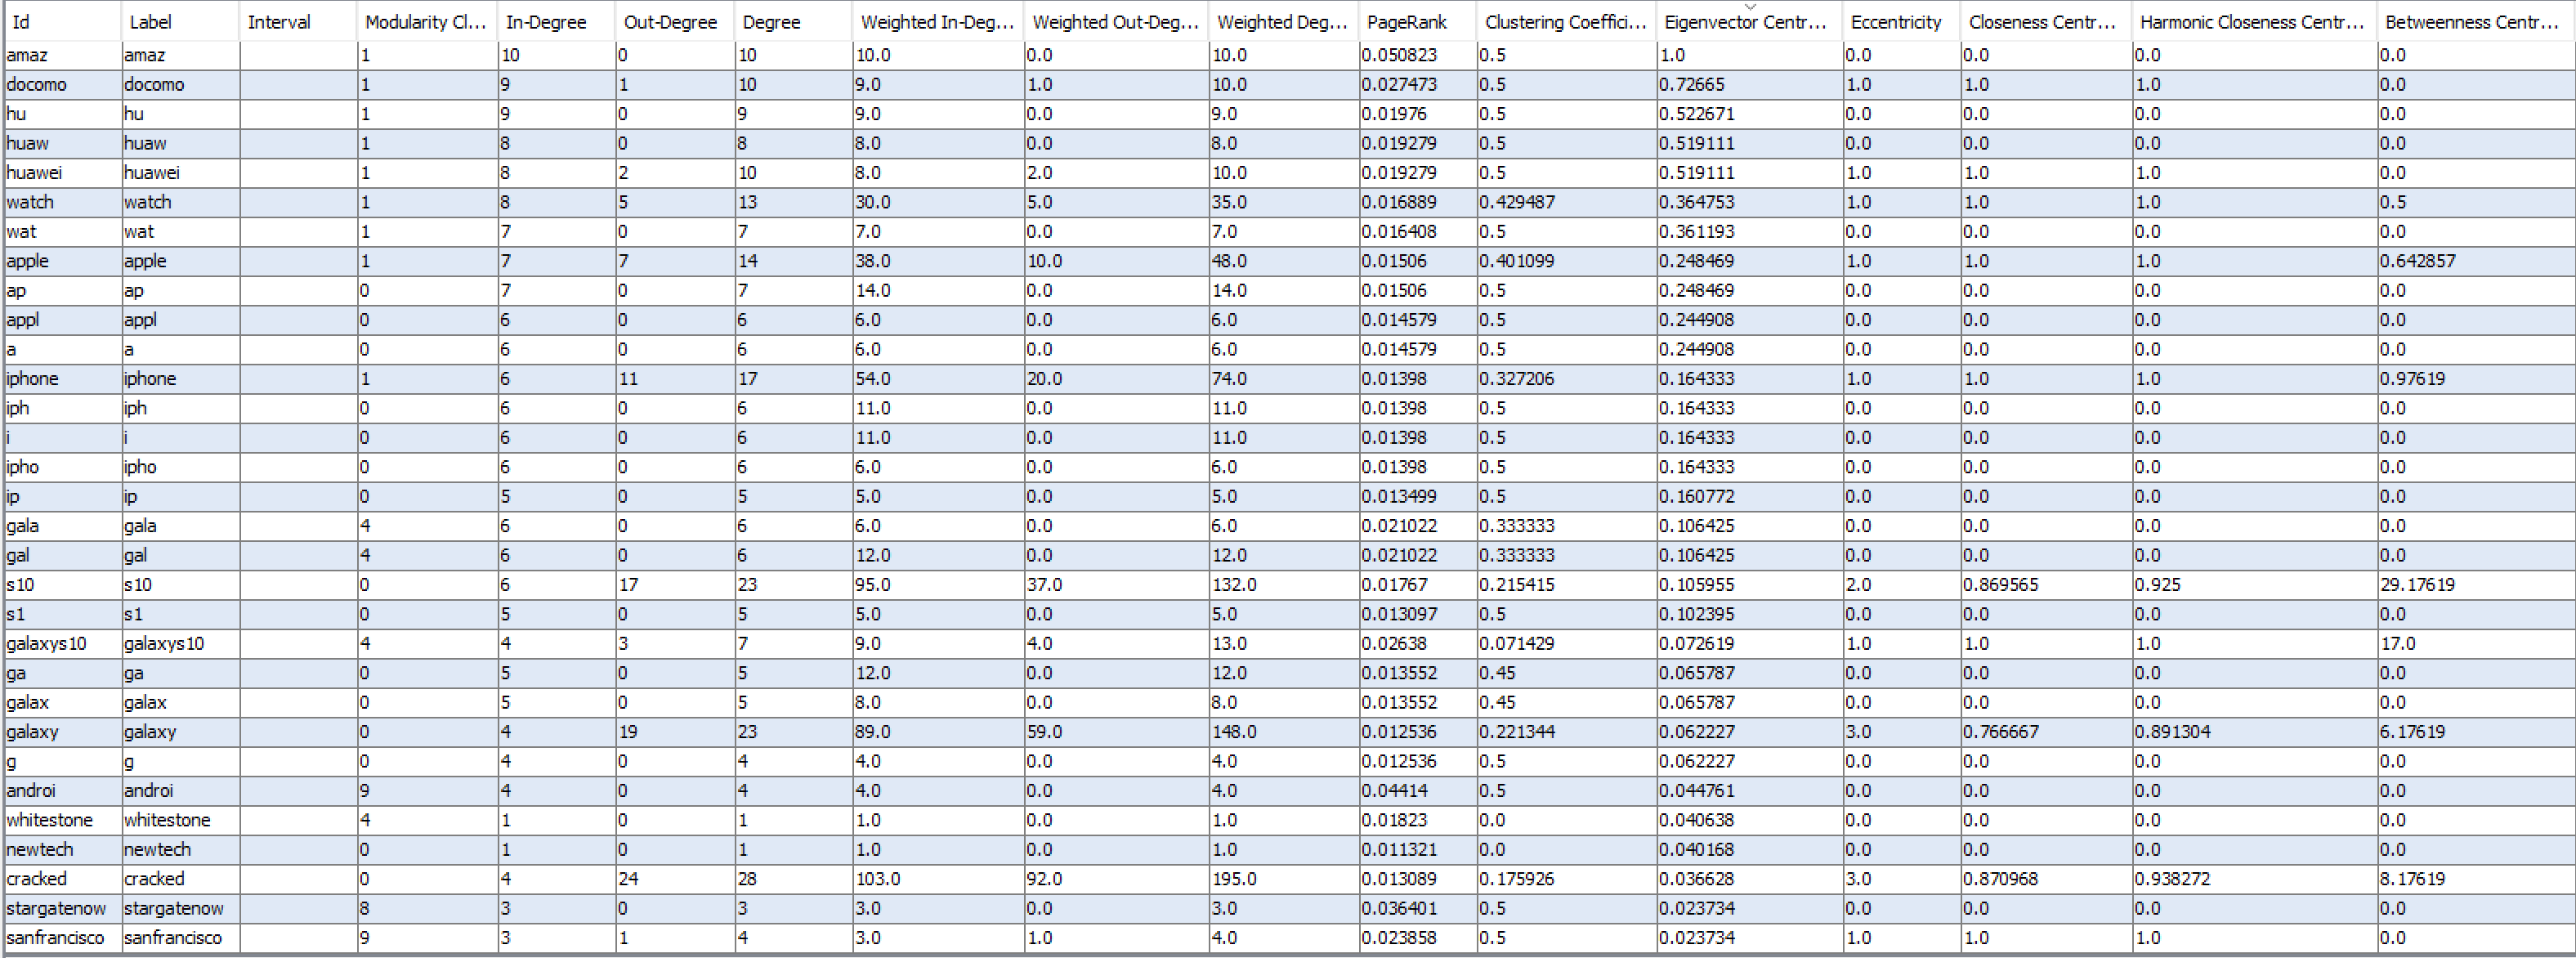 Id Label Interval Modularity Cl... In-Degree Out-Degree Degree Weighted In-Deg... Weighted Out-Deg... Weighted Deg... PageRank Clustering Coeffici... Eigenvector Centr... Eccentricity Closeness Centr... Harmonic Closeness Centr... Betweenness Centr...
amaz amaz 1 10 0 10 10.0 0.0 10.0 0.050823 0.5 1.0 0.0 0.0 0.0 0.0
docomo docomo 1 9 1 10 9.0 1.0 10.0 0.027473 0.5 0.72665 1.0 1.0 1.0 0.0
hu hu 1 9 0 9 9.0 0.0 9.0 0.01976 0.5 0.522671 0.0 0.0 0.0 0.0
huaw huaw 1 8 0 8 8.0 0.0 8.0 0.019279 0.5 0.519111 0.0 0.0 0.0 0.0
huawei huawei 1 8 2 10 8.0 2.0 10.0 0.019279 0.5 0.519111 1.0 1.0 1.0 0.0
watch watch 1 8 5 13 30.0 5.0 35.0 0.016889 0.429487 0.364753 1.0 1.0 1.0 0.5
wat wat 1 7 0 7 7.0 0.0 7.0 0.016408 0.5 0.361193 0.0 0.0 0.0 0.0
apple apple 1 7 7 14 38.0 10.0 48.0 0.01506 0.401099 0.248469 1.0 1.0 1.0 0.642857
ap ap 0 7 0 7 14.0 0.0 14.0 0.01506 0.5 0.248469 0.0 0.0 0.0 0.0
appl appl 0 6 0 6 6.0 0.0 6.0 0.014579 0.5 0.244908 0.0 0.0 0.0 0.0
a a 0 6 0 6 6.0 0.0 6.0 0.014579 0.5 0.244908 0.0 0.0 0.0 0.0
iphone iphone 1 6 11 17 54.0 20.0 74.0 0.01398 0.327206 0.164333 1.0 1.0 1.0 0.97619
iph iph 0 6 0 6 11.0 0.0 11.0 0.01398 0.5 0.164333 0.0 0.0 0.0 0.0
i i 0 6 0 6 11.0 0.0 11.0 0.01398 0.5 0.164333 0.0 0.0 0.0 0.0
ipho ipho 0 6 0 6 6.0 0.0 6.0 0.01398 0.5 0.164333 0.0 0.0 0.0 0.0
ip ip 0 5 0 5 5.0 0.0 5.0 0.013499 0.5 0.160772 0.0 0.0 0.0 0.0
gala gala 4 6 0 6 6.0 0.0 6.0 0.021022 0.333333 0.106425 0.0 0.0 0.0 0.0
gal gal 4 6 0 6 12.0 0.0 12.0 0.021022 0.333333 0.106425 0.0 0.0 0.0 0.0
s10 s10 0 6 17 23 95.0 37.0 132.0 0.01767 0.215415 0.105955 2.0 0.869565 0.925 29.17619
s1 s1 0 5 0 5 5.0 0.0 5.0 0.013097 0.5 0.102395 0.0 0.0 0.0 0.0
galaxys10 galaxys10 4 4 3 7 9.0 4.0 13.0 0.02638 0.071429 0.072619 1.0 1.0 1.0 17.0
ga ga 0 5 0 5 12.0 0.0 12.0 0.013552 0.45 0.065787 0.0 0.0 0.0 0.0
galax galax 0 5 0 5 8.0 0.0 8.0 0.013552 0.45 0.065787 0.0 0.0 0.0 0.0
galaxy galaxy 0 4 19 23 89.0 59.0 148.0 0.012536 0.221344 0.062227 3.0 0.766667 0.891304 6.17619
g g 0 4 0 4 4.0 0.0 4.0 0.012536 0.5 0.062227 0.0 0.0 0.0 0.0
androi androi 9 4 0 4 4.0 0.0 4.0 0.04414 0.5 0.044761 0.0 0.0 0.0 0.0
whitestone whitestone 4 1 0 1 1.0 0.0 1.0 0.01823 0.0 0.040638 0.0 0.0 0.0 0.0
newtech newtech 0 1 0 1 1.0 0.0 1.0 0.011321 0.0 0.040168 0.0 0.0 0.0 0.0
cracked cracked 0 4 24 28 103.0 92.0 195.0 0.013089 0.175926 0.036628 3.0 0.870968 0.938272 8.17619
stargatenow stargatenow 8 3 0 3 3.0 0.0 3.0 0.036401 0.5 0.023734 0.0 0.0 0.0 0.0
sanfrancisco sanfrancisco 9 3 1 4 3.0 1.0 4.0 0.023858 0.5 0.023734 1.0 1.0 1.0 0.0